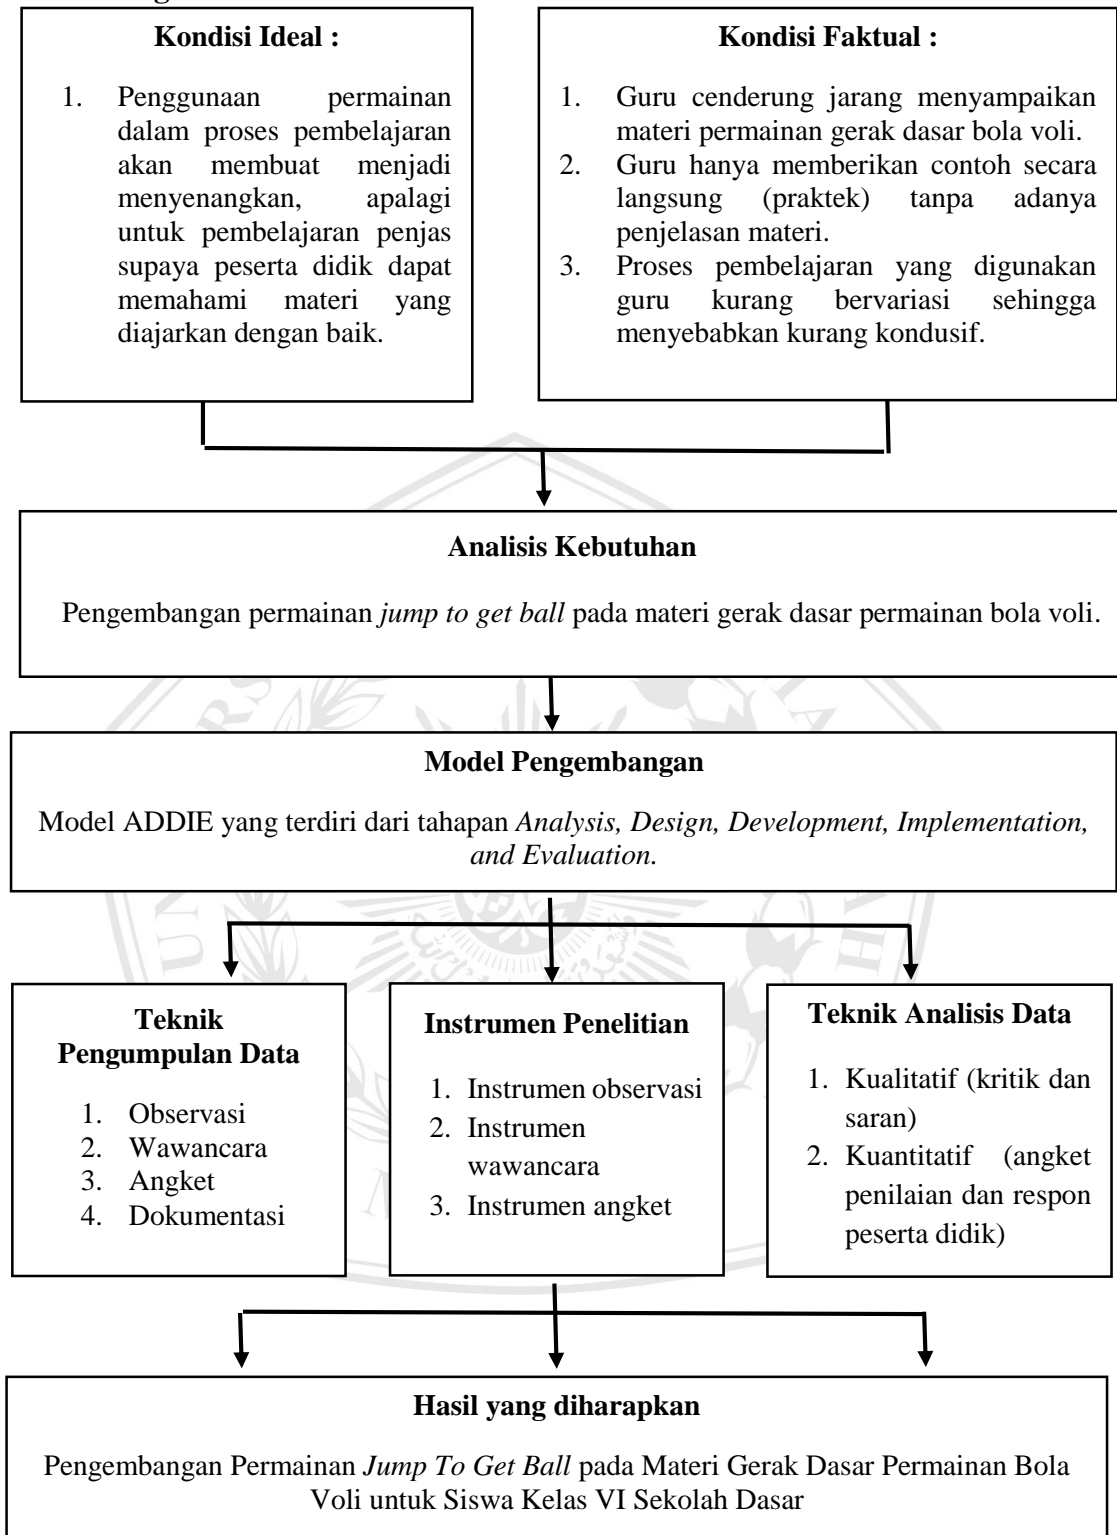 Kondisi Ideal :
1. Penggunaan permainan
dalam proses pembelajaran
akan membuat menjadi
menyenangkan, apalagi
untuk pembelajaran penjas
supaya peserta didik dapat
memahami materi yang
diajarkan dengan baik.
Kondisi Faktual :
1. Guru cenderung jarang menyampaikan
materi permainan gerak dasar bola voli.
2. Guru hanya memberikan contoh secara
langsung (praktek) tanpa adanya
penjelasan materi.
3. Proses pembelajaran yang digunakan
guru kurang bervariasi sehingga
menyebabkan kurang kondusif.
Analisis Kebutuhan
Pengembangan permainan jump to get ball pada materi gerak dasar permainan bola voli.
Model Pengembangan
Model ADDIE yang terdiri dari tahapan Analysis, Design, Development, Implementation,
and Evaluation.
Teknik
Pengumpulan Data
1. Observasi
2. Wawancara
3. Angket
4. Dokumentasi
Instrumen Penelitian
1. Instrumen observasi
2. Instrumen
wawancara
3. Instrumen angket
Teknik Analisis Data
1. Kualitatif (kritik dan
saran)
2. Kuantitatif (angket
penilaian dan respon
peserta didik)
Hasil yang diharapkan
Pengembangan Permainan Jump To Get Ball pada Materi Gerak Dasar Permainan Bola
Voli untuk Siswa Kelas VI Sekolah Dasar